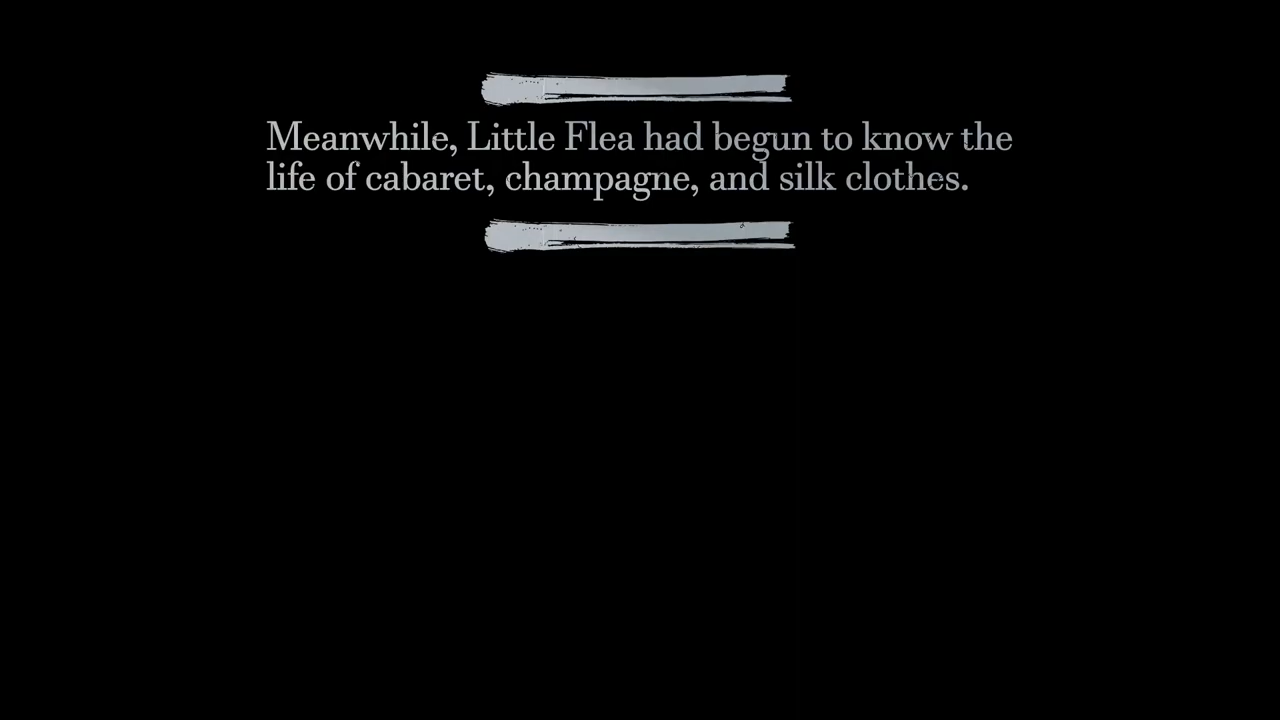 Meanwhile, Little Flea had begun to know the
life of cabaret, champagne, and silk clothes.